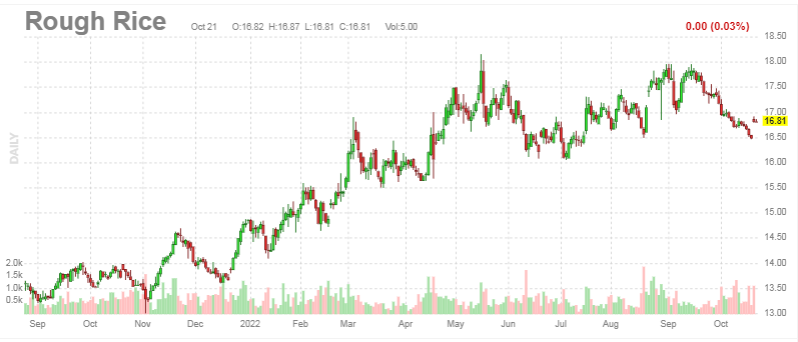 Rough Rice Oct 21 O:16.82 H:16.87 L:16.81 C:16.81 Vol:5.00 0.00 (0.03%)
18.50
18.00
17.50
17.00
16.81
16.50
16.00
15.50
15.00
14.50
14.00
13.50
13.00
DAILY
2.0k
1.5k
1.0k
0.5k
Sep Oct Nov Dec 2022 Feb Mar Apr May Jun Jul Aug Sep Oct